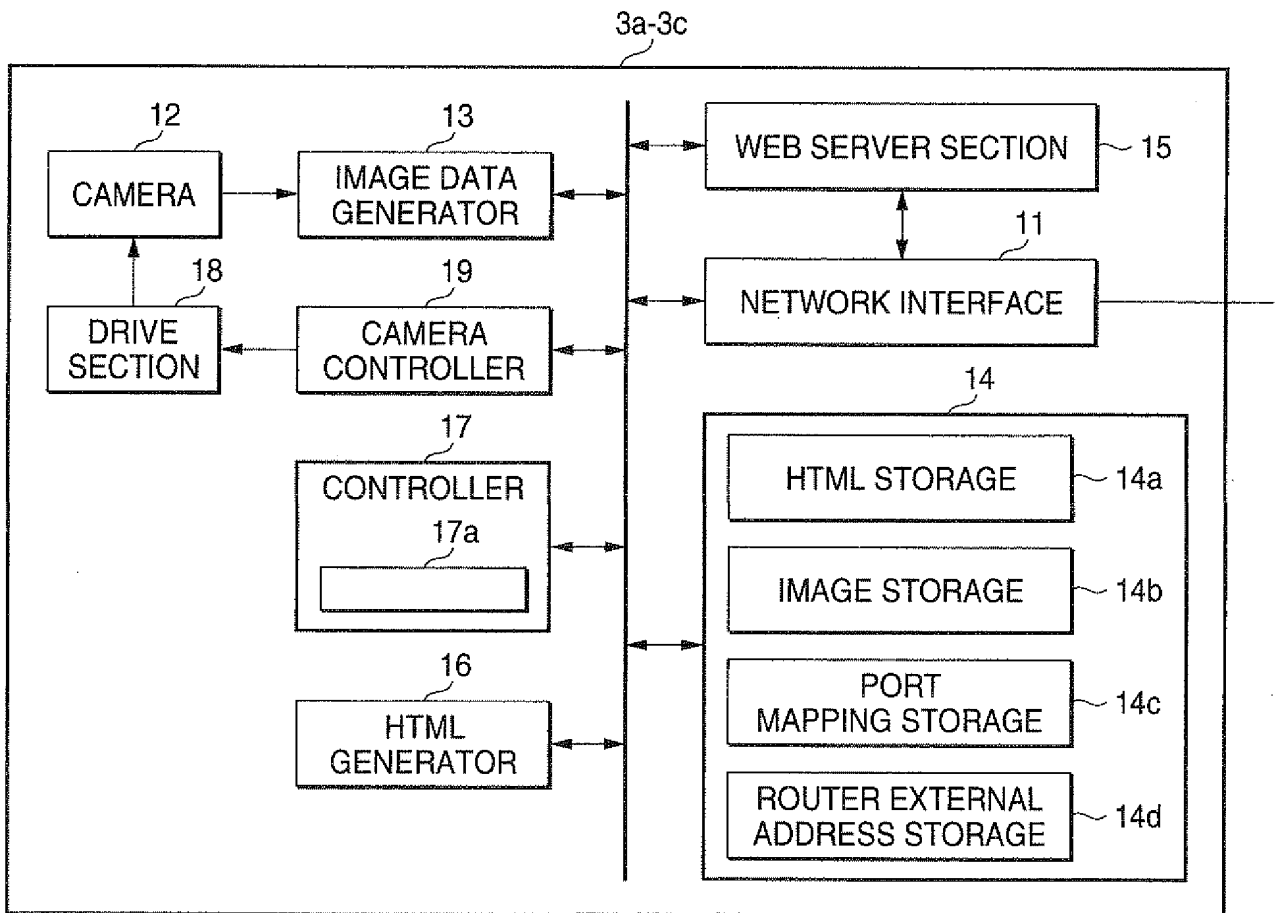 3a-3c
12
CAMERA
13
IMAGE DATA
GENERATOR
WEB SERVER SECTION
15
18
DRIVE
SECTION
19
CAMERA
CONTROLLER
11
NETWORK INTERFACE
17
CONTROLLER
17a
16
HTML
GENERATOR
14
HTML STORAGE
14a
IMAGE STORAGE
14b
PORT
MAPPING STORAGE
14c
ROUTER EXTERNAL
ADDRESS STORAGE
14d